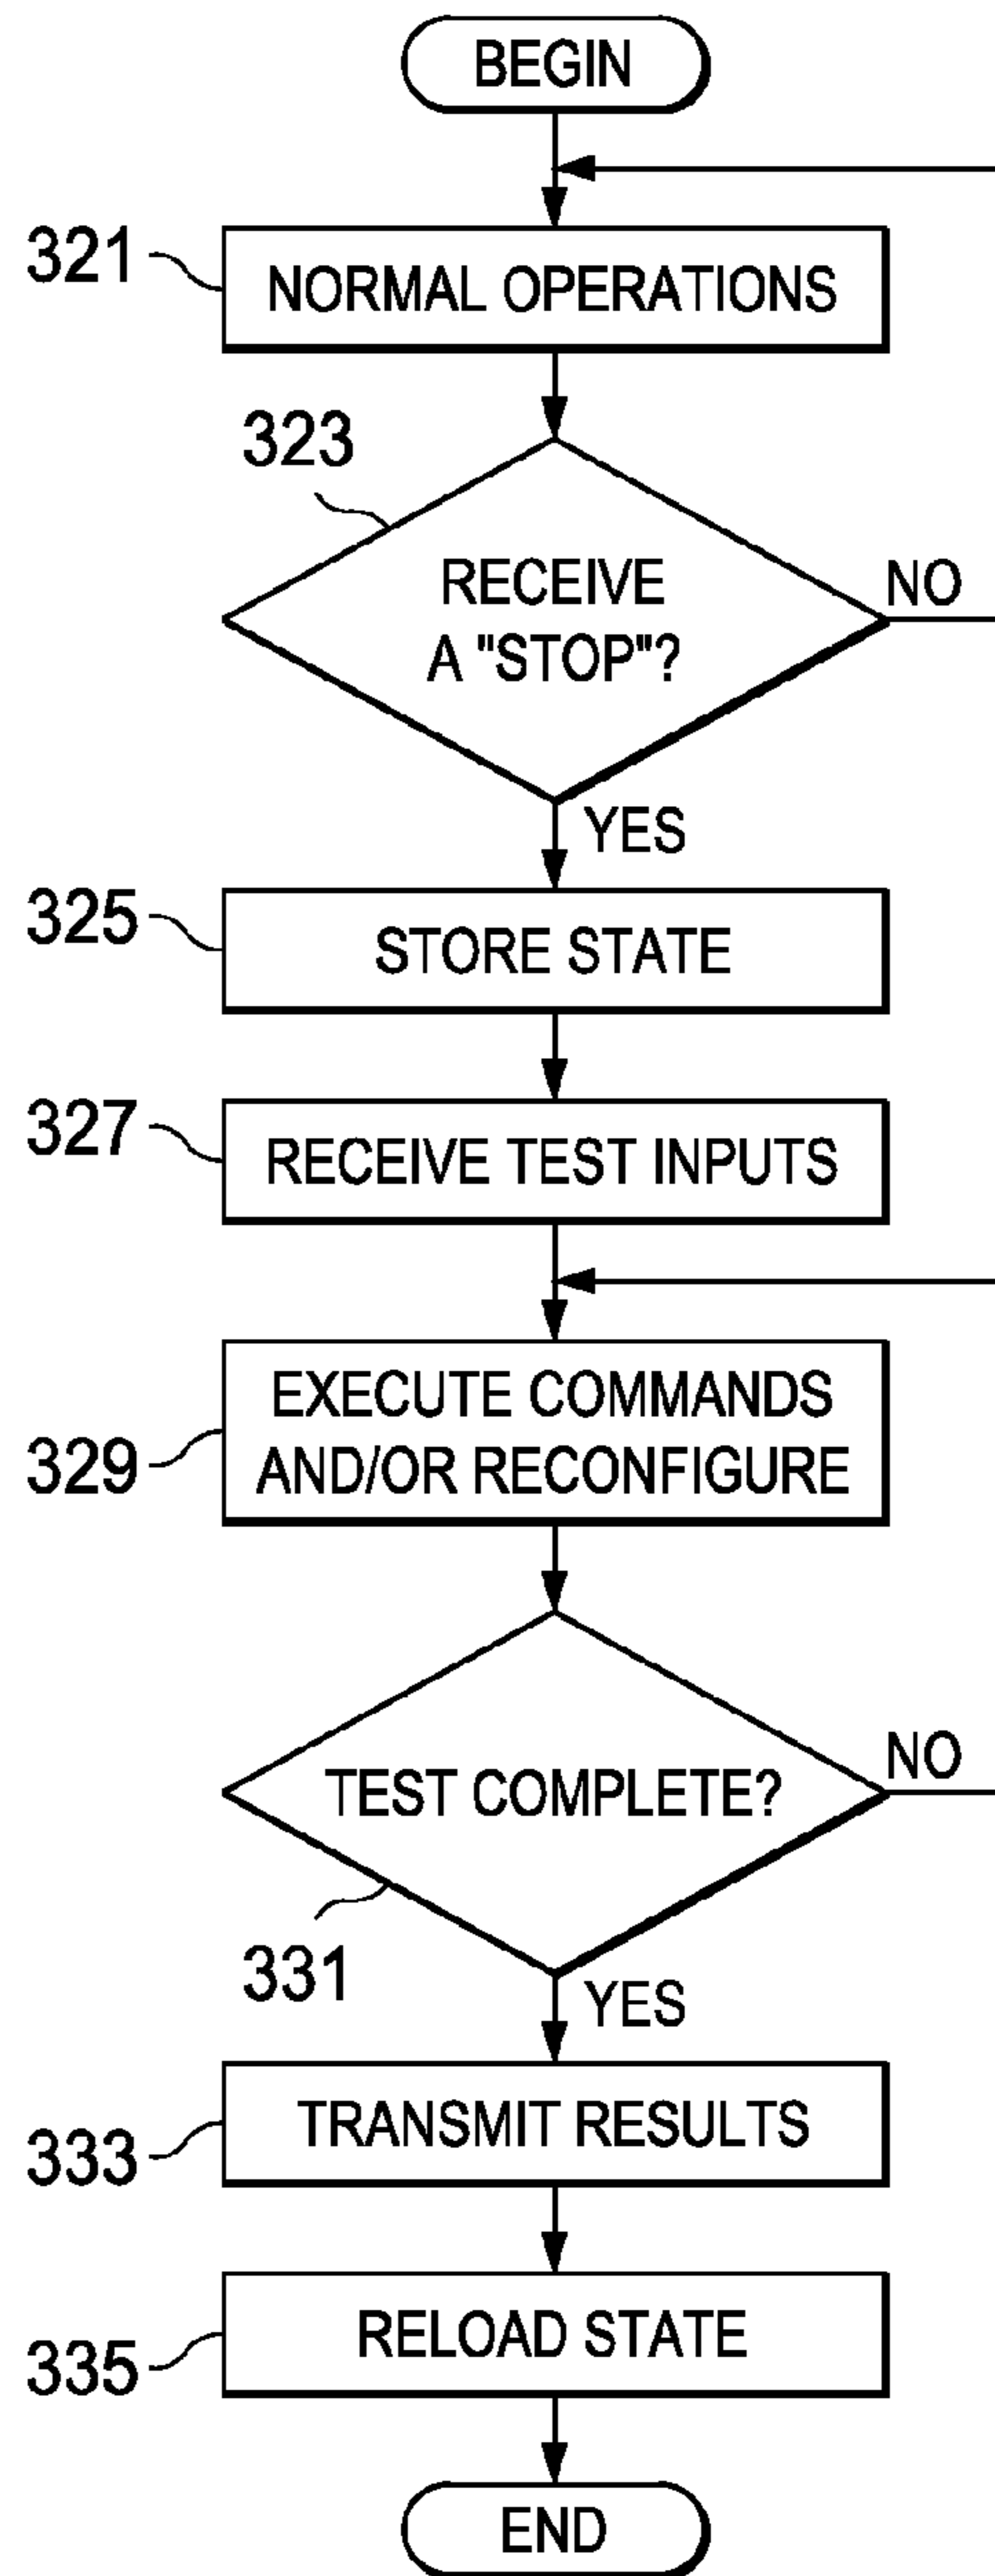 BEGIN
321
NORMAL OPERATIONS
323
RECEIVE
A "STOP"?
NO
YES
325
STORE STATE
327
RECEIVE TEST INPUTS
329
EXECUTE COMMANDS
AND/OR RECONFIGURE
TEST COMPLETE?
NO
331
YES
333
TRANSMIT RESULTS
335
RELOAD STATE
END